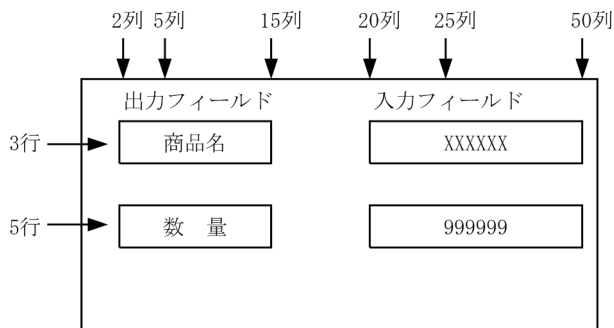 2列 5列 15列 20列 25列 50列
出力フィールド 入力フィールド
3行 商品名 XXXXXX
5行 数　量 999999